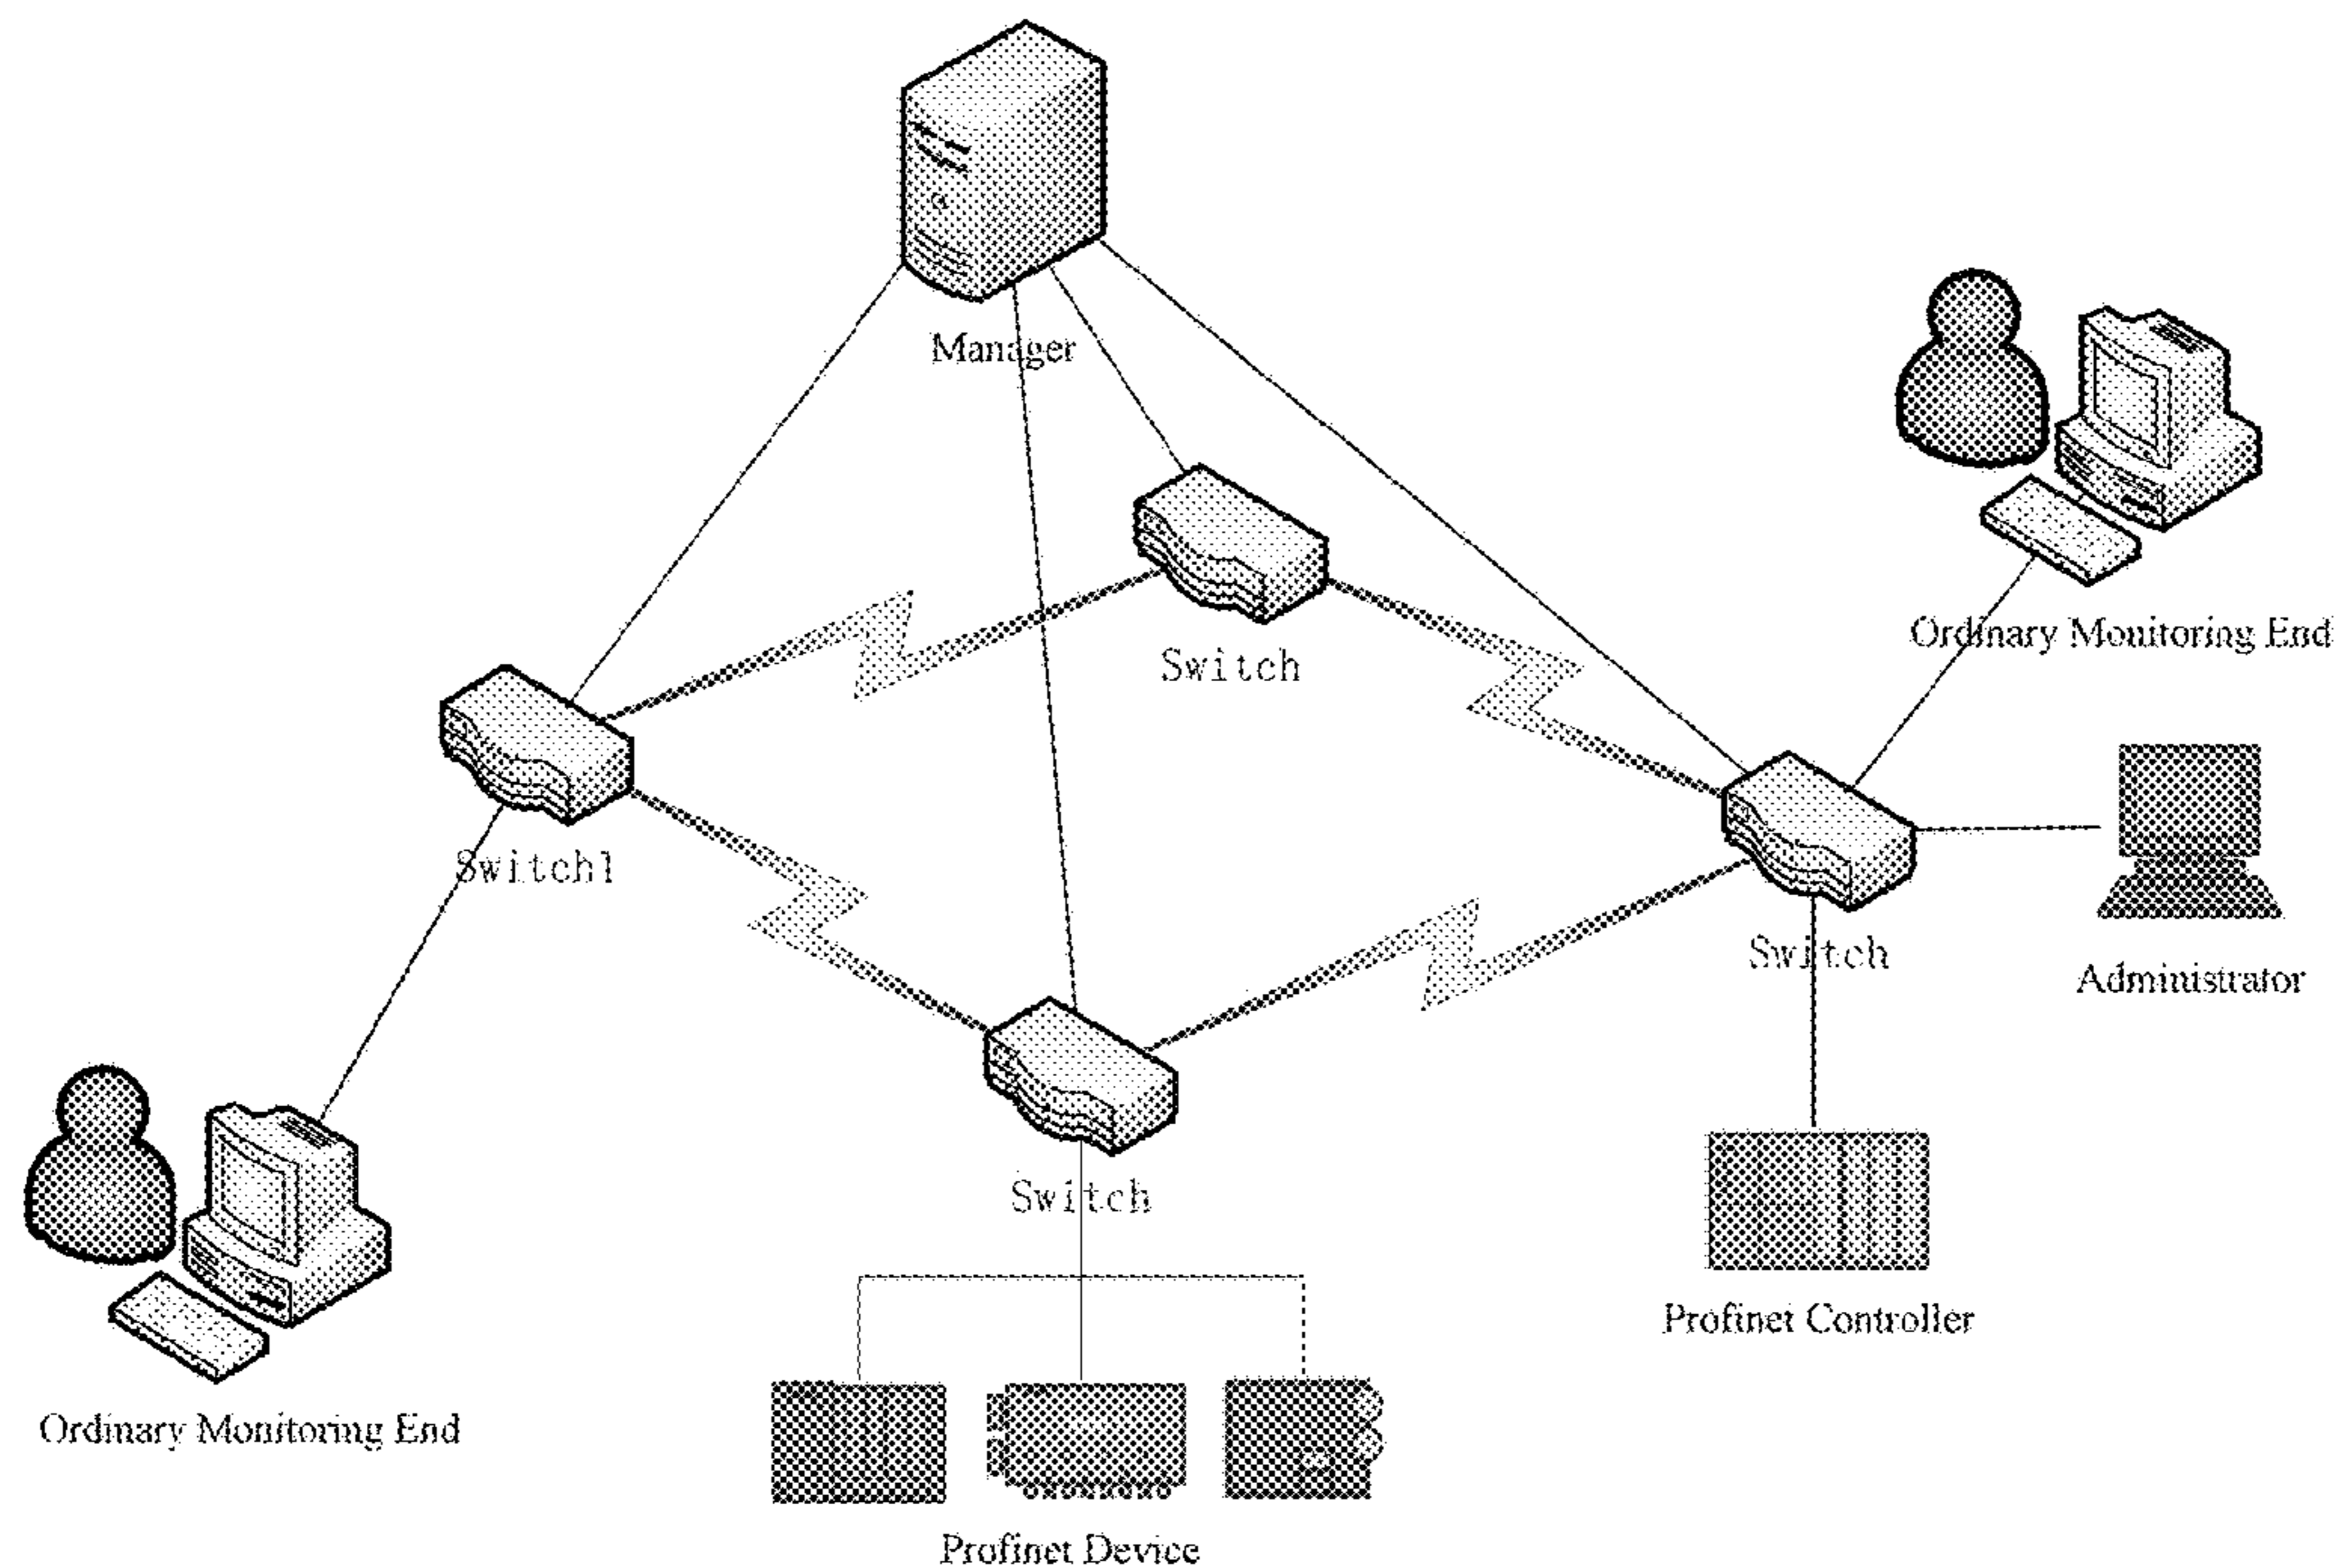 Manager
Ordinary Monitoring End
Switch
Switch1
Switch
Administrator
Switch
Profinet Controller
Ordinary Monitoring End
Profinet Device